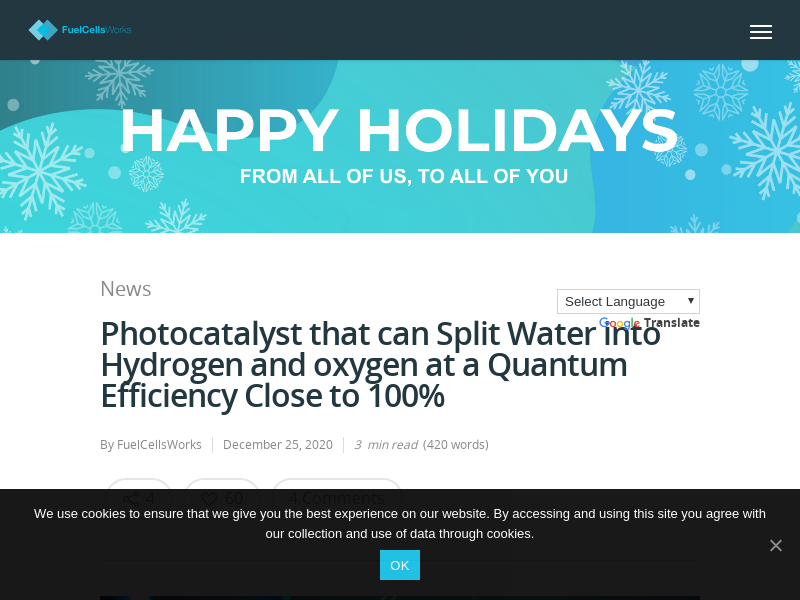 FuelCellsWorks
HAPPY HOLIDAYS
FROM ALL OF US, TO ALL OF YOU
News
Select Language
Google Translate
Photocatalyst that can Split Water into
Hydrogen and oxygen at a Quantum
Efficiency Close to 100%
By FuelCellsWorks December 25, 2020 3 min read (420 words)
4 60 4 Comments
We use cookies to ensure that we give you the best experience on our website. By accessing and using this site you agree with
our collection and use of data through cookies.
OK